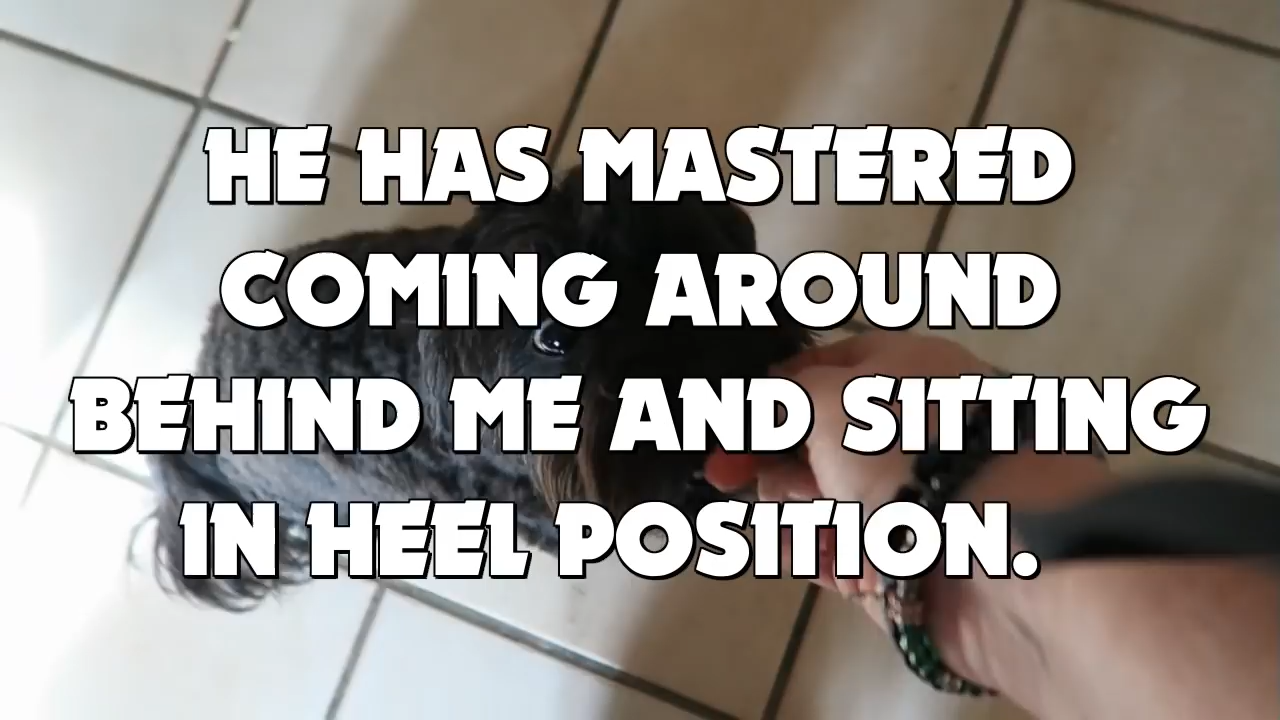 HE HAS MASTERED
COMING AROUND
BEHIND ME AND SITTING
IN HEEL POSITION.